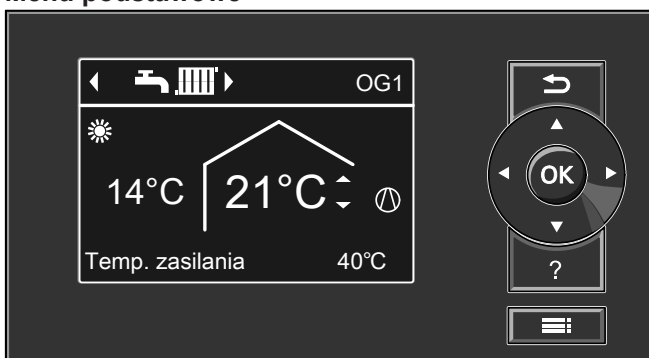 Menu podstawowe
OG1
14°C
21°C
Temp. zasilania
40°C
OK
?